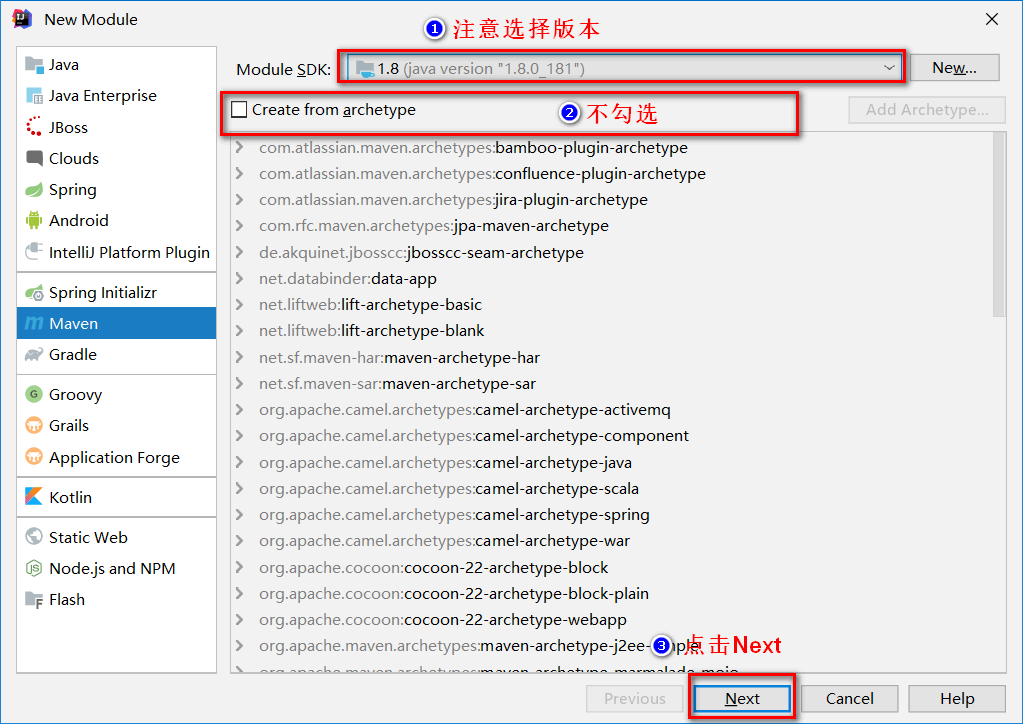 New Module
① 注意选择版本
Module SDK: 1.8 (java version "1.8.0_181") New...
Create from archetype ② 不勾选 Add Archetype...
Java
Java Enterprise
JBoss
Clouds
Spring
Android
IntelliJ Platform Plugin
Spring Initializr
Maven
Gradle
Groovy
Grails
Application Forge
Kotlin
Static Web
Node.js and NPM
Flash
com.atlassian.maven.archetypes:bamboo-plugin-archetype
com.atlassian.maven.archetypes:confluence-plugin-archetype
com.atlassian.maven.archetypes:jira-plugin-archetype
com.rfc.maven.archetypes:jpa-maven-archetype
de.akquinet.jbosscc:jbosscc-seam-archetype
net.databinder:data-app
net.liftweb:lift-archetype-basic
net.liftweb:lift-archetype-blank
net.sf.maven-har:maven-archetype-har
net.sf.maven-sar:maven-archetype-sar
org.apache.camel.archetypes:camel-archetype-activemq
org.apache.camel.archetypes:camel-archetype-component
org.apache.camel.archetypes:camel-archetype-java
org.apache.camel.archetypes:camel-archetype-scala
org.apache.camel.archetypes:camel-archetype-spring
org.apache.camel.archetypes:camel-archetype-war
org.apache.cocoon:cocoon-22-archetype-block
org.apache.cocoon:cocoon-22-archetype-block-plain
org.apache.cocoon:cocoon-22-archetype-webapp
org.apache.maven.archetypes:maven-archetype-j2ee-
③ 点击Next
org.apache.maven.archetypes:maven-archetype-marmalade-mojo
Previous Next Cancel Help